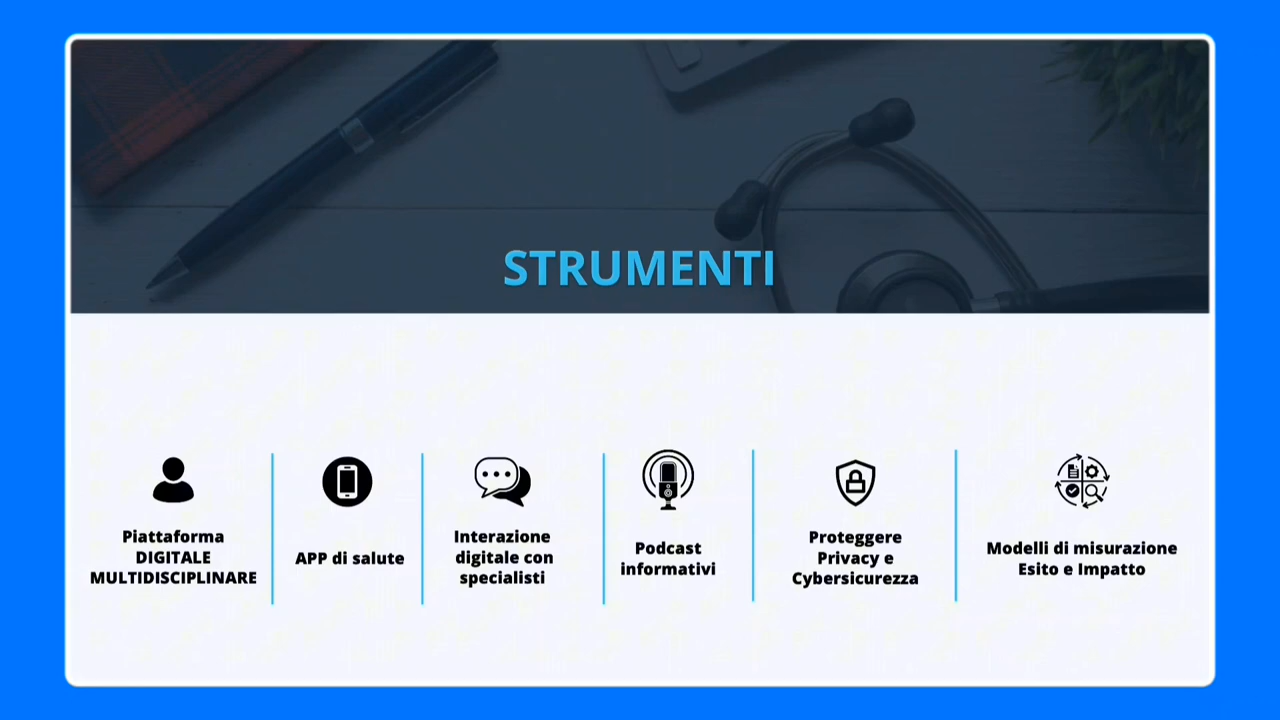 STRUMENTI
Piattaforma
DIGITALE
MULTIDISCIPLINARE
APP di salute
Interazione
digitale con
specialisti
Podcast
informativi
Proteggere
Privacy e
Cybersicurezza
Modelli di misurazione
Esito e Impatto